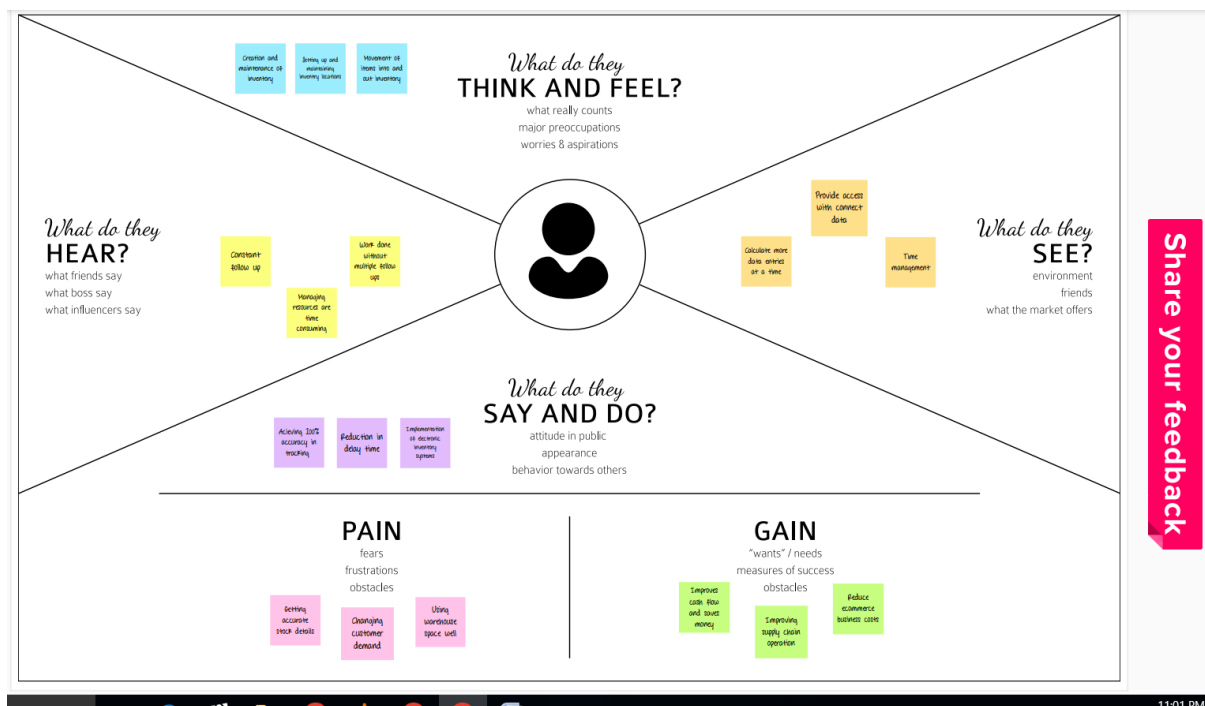 Creation and
maintenance of
inventory
Setting up and
maintaining
inventry locations
Movement of
items into and
out inventory
What do they
THINK AND FEEL?
what really counts
major preoccupations
worries & aspirations
What do they
HEAR?
what friends say
what boss say
what influencers say
Constant
follow up
Work done
without
multiple follow
ups
Managing
resources are
time
consuming
Provide access
with connect
data
Calculate more
data entries
at a time
Time
management
What do they
SEE?
environment
friends
what the market offers
What do they
SAY AND DO?
attitude in public
appearance
behavior towards others
Acieving 100%
accuracy in
tracking
Reduction in
delay time
Implementation
of electronic
inventory
systems
PAIN
fears
frustrations
obstacles
Getting
accurate
stock details
Changing
customer
demand
Using
warehouse
space well
GAIN
“wants” / needs
measures of success
obstacles
Improves
cash flow
and saves
money
Improving
supply chain
operation
Reduce
ecommerce
business costs
Share your feedback
11:01 PM